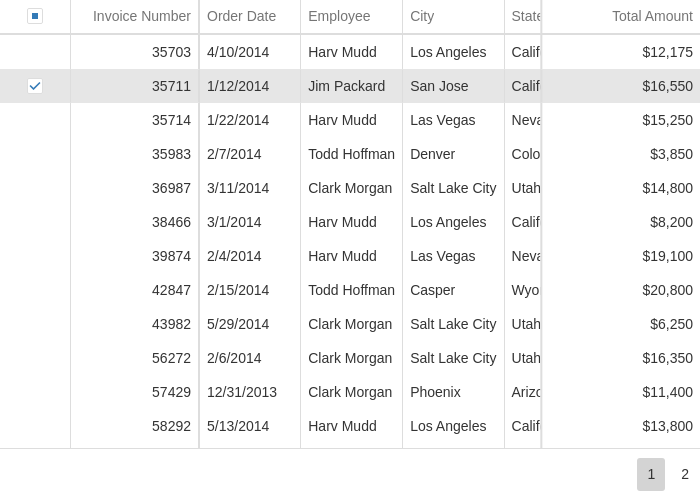 Invoice Number Order Date Employee City State Total Amount
35703 4/10/2014 Harv Mudd Los Angeles Calif $12,175
35711 1/12/2014 Jim Packard San Jose Calif $16,550
35714 1/22/2014 Harv Mudd Las Vegas Neva $15,250
35983 2/7/2014 Todd Hoffman Denver Colo $3,850
36987 3/11/2014 Clark Morgan Salt Lake City Utah $14,800
38466 3/1/2014 Harv Mudd Los Angeles Calif $8,200
39874 2/4/2014 Harv Mudd Las Vegas Neva $19,100
42847 2/15/2014 Todd Hoffman Casper Wyo $20,800
43982 5/29/2014 Clark Morgan Salt Lake City Utah $6,250
56272 2/6/2014 Clark Morgan Salt Lake City Utah $16,350
57429 12/31/2013 Clark Morgan Phoenix Arizo $11,400
58292 5/13/2014 Harv Mudd Los Angeles Calif $13,800
1 2